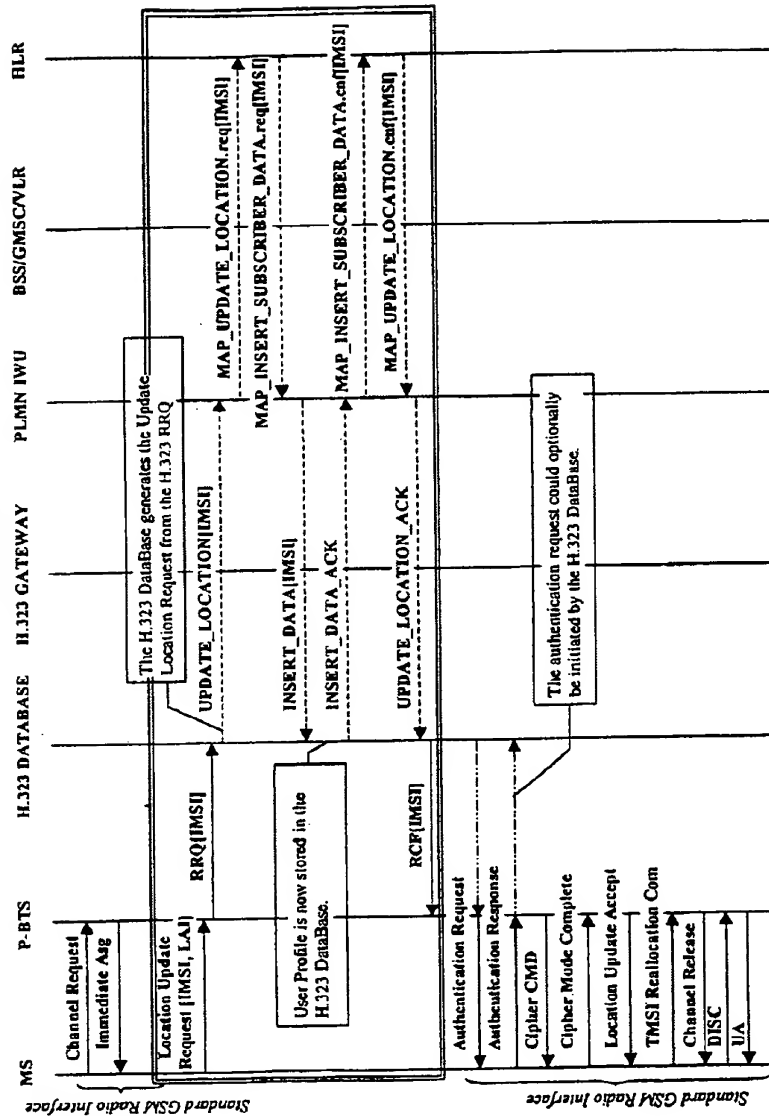 MS
P-BTS
H.323 DATABASE
H.323 GATEWAY
PLMN IWU
BSS/GMSC/VLR
HLR
Standard GSM Radio Interface
Channel Request
Immediate Asg
Location Update
Request [IMSI, LAI]
RRQ[IMSI]
The H.323 DataBase generates the Update
Location Request from the H.323 RRQ
UPDATE_LOCATION[IMSI]
MAP_UPDATE_LOCATION.req[IMSI]
MAP_INSERT_SUBSCRIBER_DATA.req[IMSI]
INSERT_DATA[IMSI]
User Profile is now stored in the
H.323 DataBase.
INSERT_DATA_ACK
MAP_INSERT_SUBSCRIBER_DATA.cnf[IMSI]
MAP_UPDATE_LOCATION.cnf[IMSI]
UPDATE_LOCATION_ACK
RCF[IMSI]
Authentication Request
Authentication Response
The authentication request could optionally
be initiated by the H.323 DataBase.
Cipher CMD
Cipher Mode Complete
Location Update Accept
TMSI Reallocation Com
Channel Release
DISC
UA
Standard GSM Radio Interface